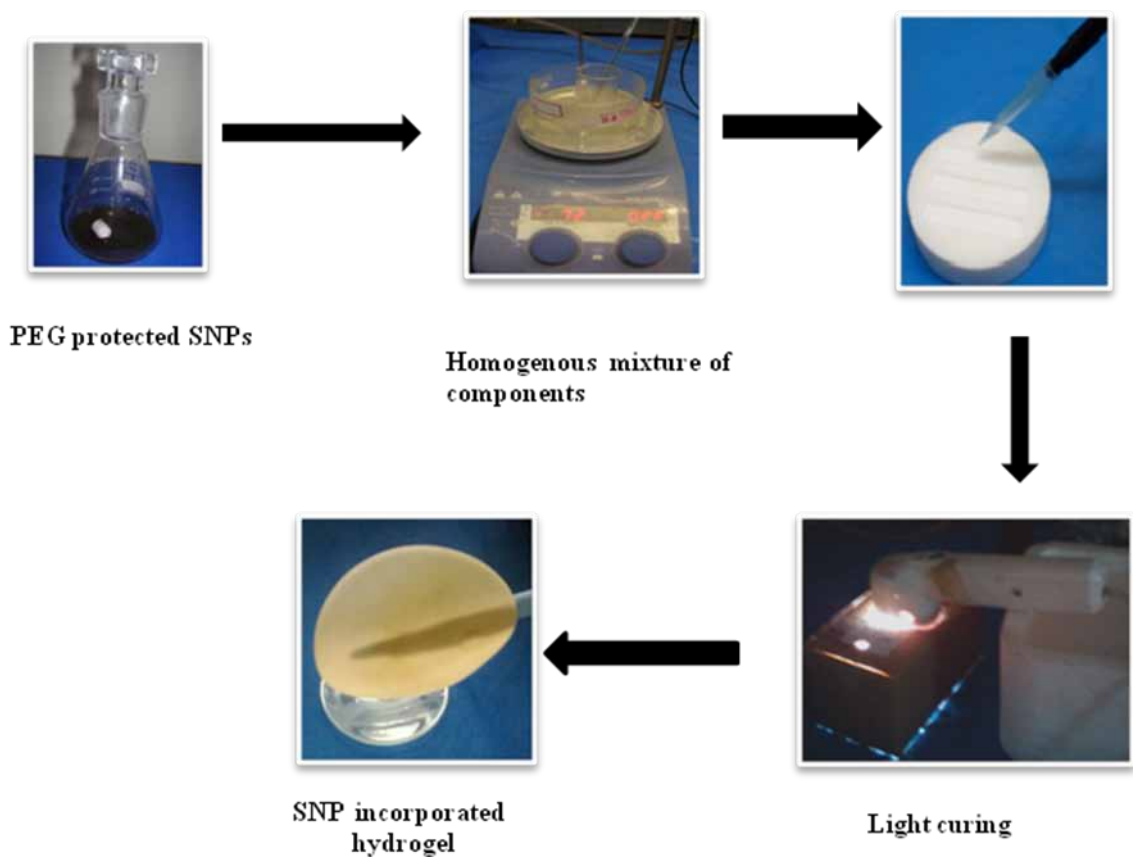 PEG protected SNPs
Homogenous mixture of
components
SNP incorporated
hydrogel
Light curing